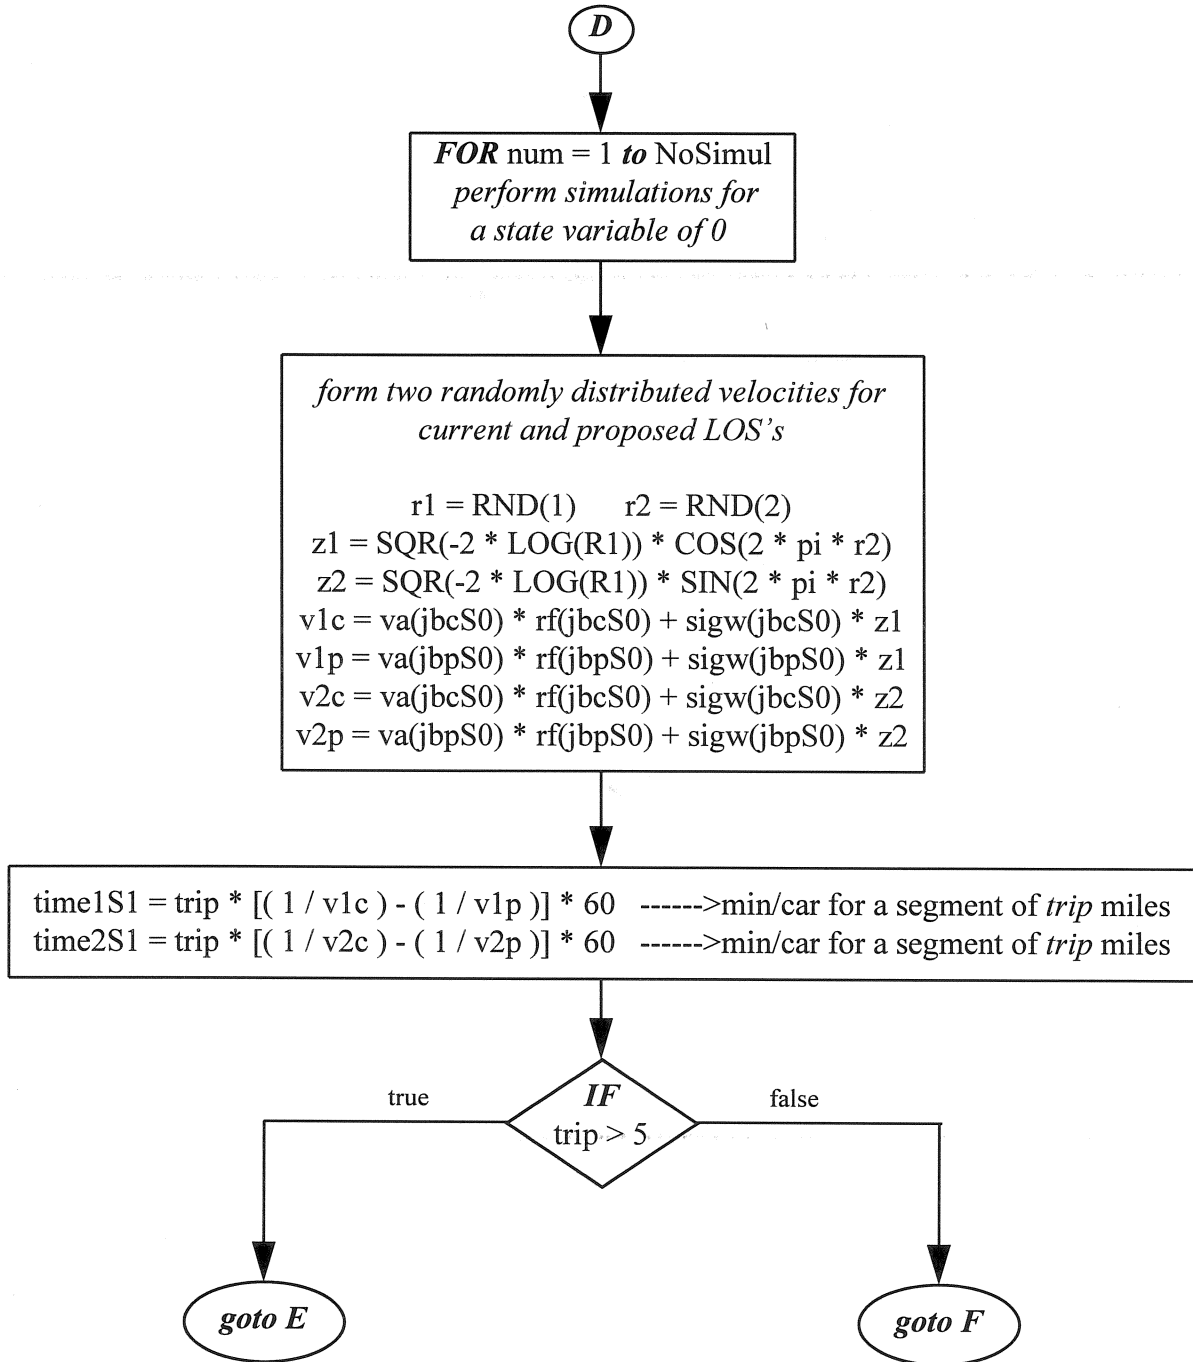 D
FOR num = 1 to NoSimul
perform simulations for
a state variable of 0
form two randomly distributed velocities for
current and proposed LOS's
r1 = RND(1) r2 = RND(2)
z1 = SQR(-2 * LOG(R1)) * COS(2 * pi * r2)
z2 = SQR(-2 * LOG(R1)) * SIN(2 * pi * r2)
v1c = va(jbcS0) * rf(jbcS0) + sigw(jbcS0) * z1
v1p = va(jbpS0) * rf(jbpS0) + sigw(jbpS0) * z1
v2c = va(jbcS0) * rf(jbcS0) + sigw(jbcS0) * z2
v2p = va(jbpS0) * rf(jbpS0) + sigw(jbpS0) * z2
time1S1 = trip * [( 1 / v1c ) - ( 1 / v1p )] * 60 ------>min/car for a segment of trip miles
time2S1 = trip * [( 1 / v2c ) - ( 1 / v2p )] * 60 ------>min/car for a segment of trip miles
IF
trip > 5
true
false
goto E
goto F